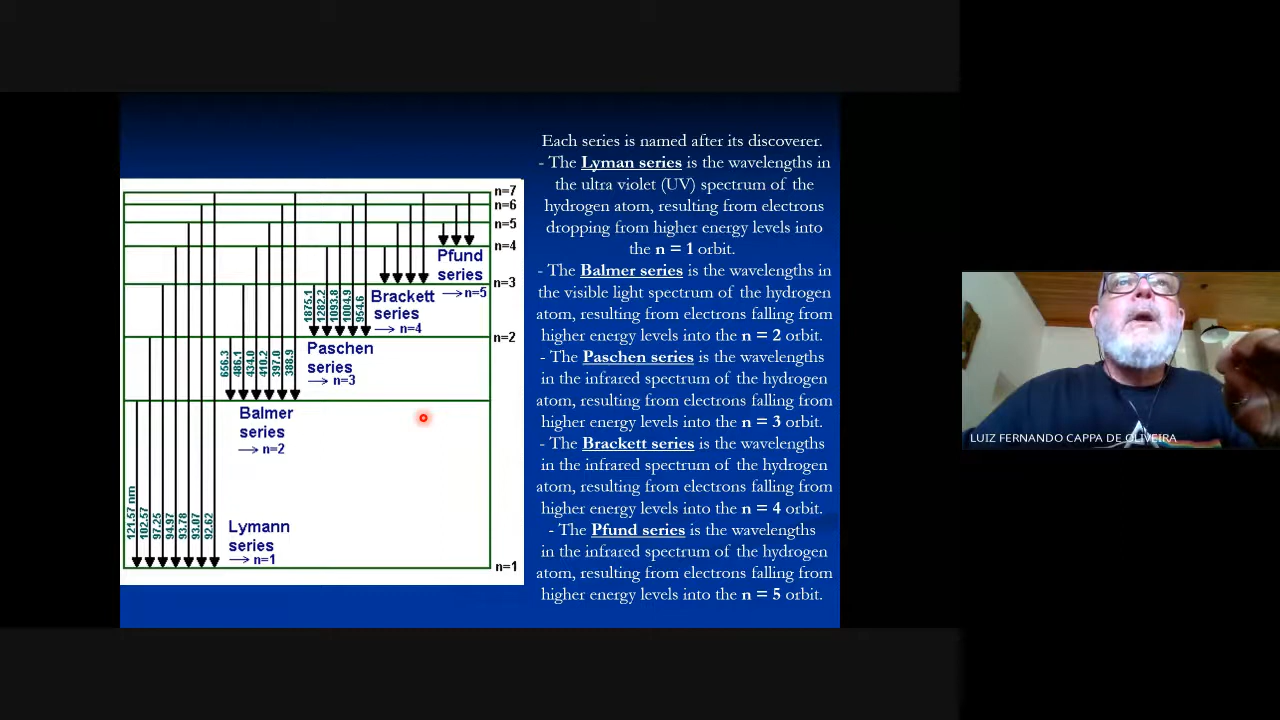 Each series is named after its discoverer.
- The Lyman series is the wavelengths in
the ultra violet (UV) spectrum of the
hydrogen atom, resulting from electrons
dropping from higher energy levels into
the n = 1 orbit.
- The Balmer series is the wavelengths in
the visible light spectrum of the hydrogen
atom, resulting from electrons falling from
higher energy levels into the n = 2 orbit.
- The Paschen series is the wavelengths
in the infrared spectrum of the hydrogen
atom, resulting from electrons falling from
higher energy levels into the n = 3 orbit.
- The Brackett series is the wavelengths
in the infrared spectrum of the hydrogen
atom, resulting from electrons falling from
higher energy levels into the n = 4 orbit.
- The Pfund series is the wavelengths
in the infrared spectrum of the hydrogen
atom, resulting from electrons falling from
higher energy levels into the n = 5 orbit.
n=7
n=6
n=5
n=4
n=3
n=2
n=1
Pfund
series
→n=5
Brackett
series
→ n=4
1875.1
1282.2
1093.8
1004.9
954.6
Paschen
series
→ n=3
656.3
486.1
434.0
410.2
397.0
388.9
Balmer
series
→ n=2
121.57 nm
102.57
97.25
94.97
93.78
93.07
92.62
Lymann
series
→ n=1
LUIZ FERNANDO CAPPA DE OLIVEIRA